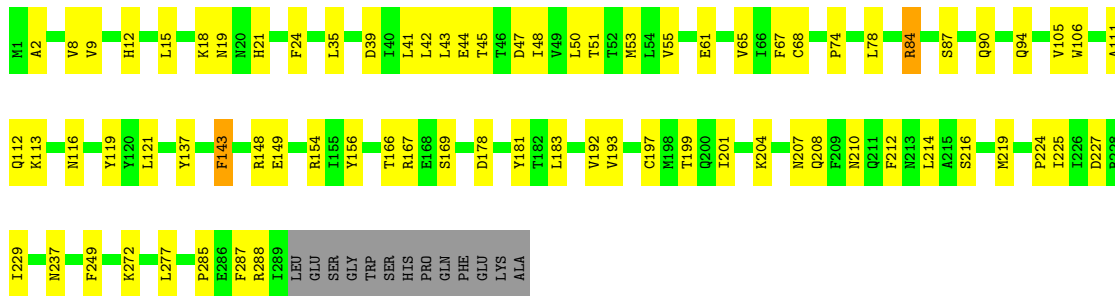 M1 A2 V8 V9 H12 L15 K18 N19 N20 H21 F24 L35 D39 I40 L41 L42 L43 E44 T45 T46 D47 I48 V49 L50 T51 T52 M53 L54 V55 E61 V65 I66 F67 C68 P74 L78 R84 S87 Q90 Q94 V105 W106 A111
Q112 K113 N116 Y119 Y120 L121 Y137 F143 R148 E149 R154 I155 Y156 T166 R167 E168 S169 D178 Y181 T182 L183 V192 V193 C197 M198 T199 Q200 I201 K204 N207 Q208 F209 N210 Q211 F212 N213 L214 A215 S216 M219 P224 I225 I226 D227
I229 N237 F249 K272 L277 P285 E286 F287 R288 I289 LEU GLU SER GLY TRP SER HIS PRO GLN PHE GLU LYS ALA